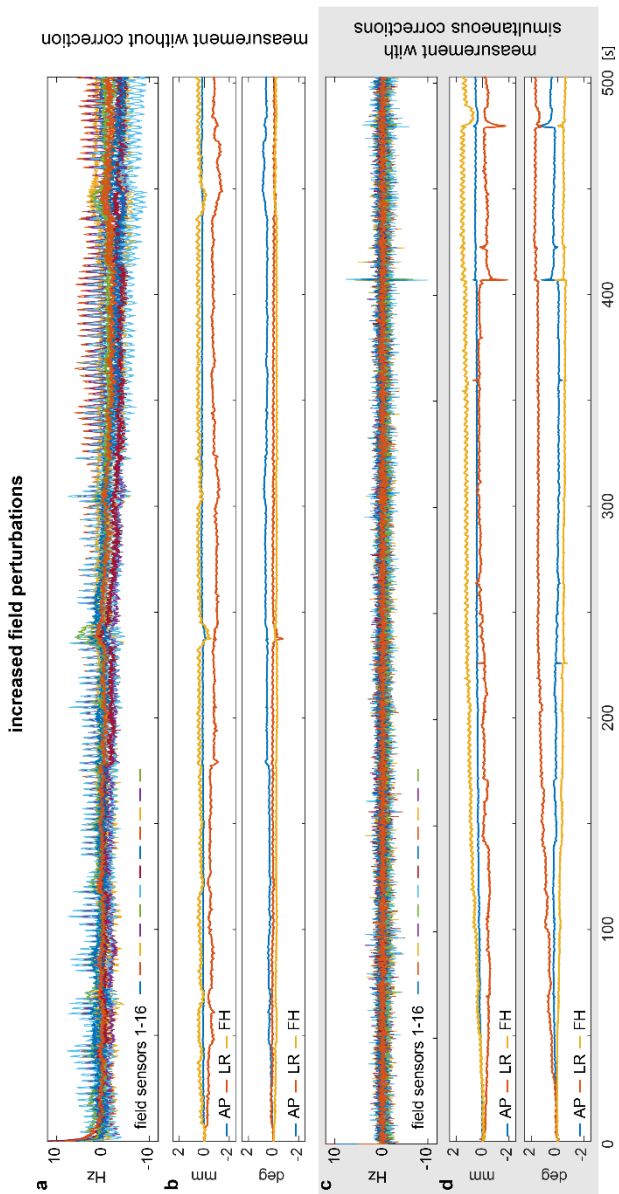 increased field perturbations
a
10
0
-10
Hz
field sensors 1-16
measurement without correction
b
2
0
-2
mm
AP LR FH
2
0
-2
deg
AP LR FH
c
10
0
-10
Hz
field sensors 1-16
measurement with
simultaneous corrections
d
2
0
-2
mm
AP LR FH
2
0
-2
deg
AP LR FH
0 100 200 300 400 500 [s]